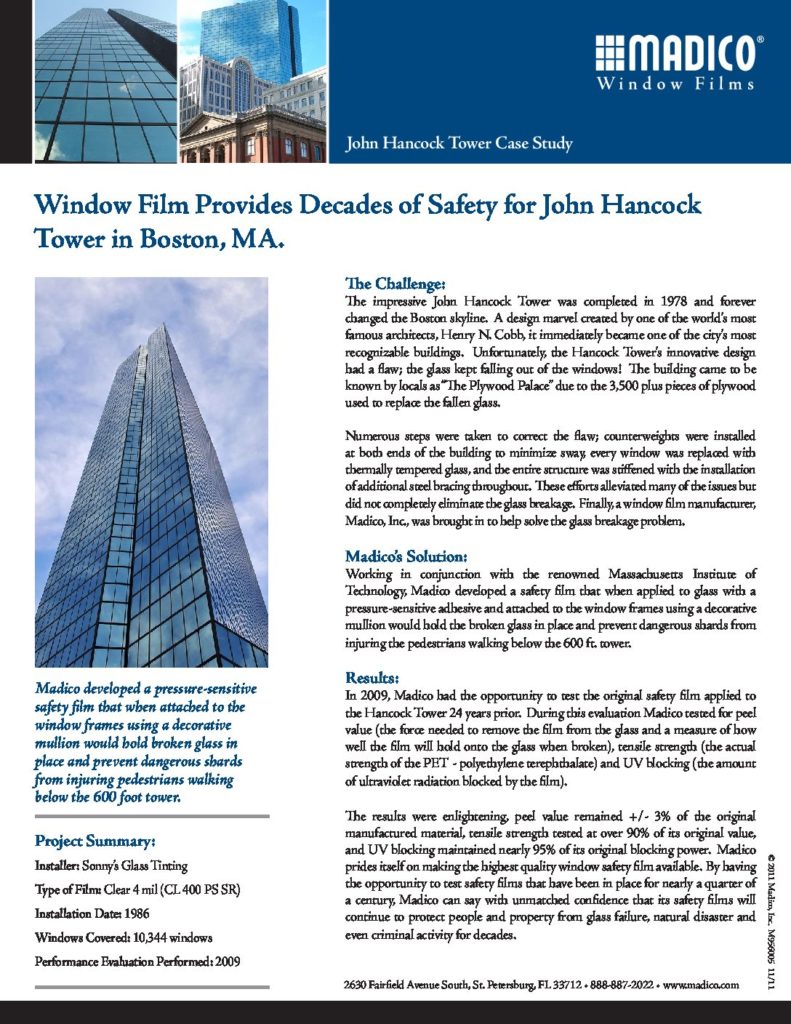 MADICO®
Window Films
John Hancock Tower Case Study
Window Film Provides Decades of Safety for John Hancock
Tower in Boston, MA.
The Challenge:
The impressive John Hancock Tower was completed in 1978 and forever
changed the Boston skyline. A design marvel created by one of the world's most
famous architects, Henry N. Cobb, it immediately became one of the city's most
recognizable buildings. Unfortunately, the Hancock Tower's innovative design
had a flaw; the glass kept falling out of the windows! The building came to be
known by locals as "The Plywood Palace" due to the 3,500 plus pieces of plywood
used to replace the fallen glass.
Numerous steps were taken to correct the flaw; counterweights were installed
at both ends of the building to minimize sway, every window was replaced with
thermally tempered glass, and the entire structure was stiffened with the installation
of additional steel bracing throughout. These efforts alleviated many of the issues but
did not completely eliminate the glass breakage. Finally, a window film manufacturer,
Madico, Inc., was brought in to help solve the glass breakage problem.
Madico's Solution:
Working in conjunction with the renowned Massachusetts Institute of
Technology, Madico developed a safety film that when applied to glass with a
pressure-sensitive adhesive and attached to the window frames using a decorative
mullion would hold the broken glass in place and prevent dangerous shards from
injuring the pedestrians walking below the 600 ft. tower.
Results:
In 2009, Madico had the opportunity to test the original safety film applied to
the Hancock Tower 24 years prior. During this evaluation Madico tested for peel
value (the force needed to remove the film from the glass and a measure of how
well the film will hold onto the glass when broken), tensile strength (the actual
strength of the PET - polyethylene terephthalate) and UV blocking (the amount
of ultraviolet radiation blocked by the film).
The results were enlightening, peel value remained +/- 3% of the original
manufactured material, tensile strength tested at over 90% of its original value,
and UV blocking maintained nearly 95% of its original blocking power. Madico
prides itself on making the highest quality window safety film available. By having
the opportunity to test safety films that have been in place for nearly a quarter of
a century, Madico can say with unmatched confidence that its safety films will
continue to protect people and property from glass failure, natural disaster and
even criminal activity for decades.
Madico developed a pressure-sensitive
safety film that when attached to the
window frames using a decorative
mullion would hold broken glass in
place and prevent dangerous shards
from injuring pedestrians walking
below the 600 foot tower.
Project Summary:
Installer: Sonny's Glass Tinting
Type of Film: Clear 4 mil (CL 400 PS SR)
Installation Date: 1986
Windows Covered: 10,344 windows
Performance Evaluation Performed: 2009
2630 Fairfield Avenue South, St. Petersburg, FL 33712 • 888-887-2022 • www.madico.com
© 2011 Madico, Inc. M956005 11/11